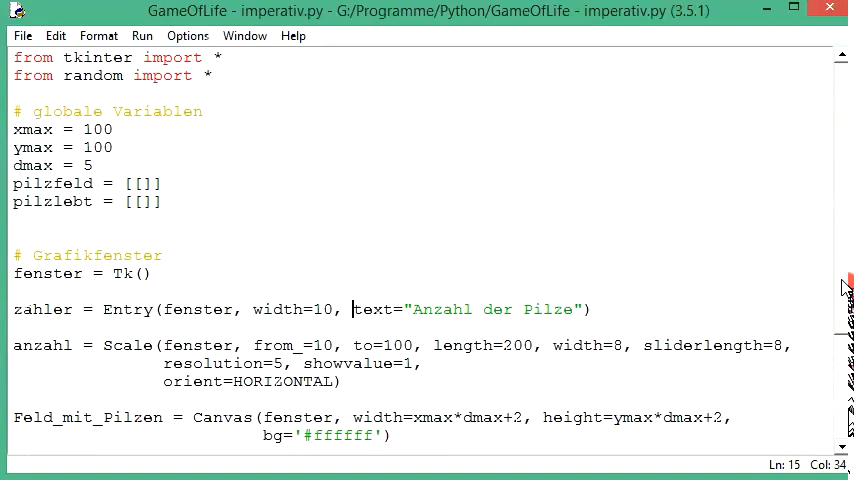 GameOfLife - imperativ.py - G:/Programme/Python/GameOfLife - imperativ.py (3.5.1)
File Edit Format Run Options Window Help
from tkinter import *
from random import *
# globale Variablen
xmax = 100
ymax = 100
dmax = 5
pilzfeld = [[]]
pilzlebt = [[]]
# Grafikfenster
fenster = Tk()
zähler = Entry(fenster, width=10, text="Anzahl der Pilze")
anzahl = Scale(fenster, from_=10, to=100, length=200, width=8, sliderlength=8,
resolution=5, showvalue=1,
orient=HORIZONTAL)
Feld_mit_Pilzen = Canvas(fenster, width=xmax*dmax+2, height=ymax*dmax+2,
bg='#ffffff')
Ln: 15 Col: 34